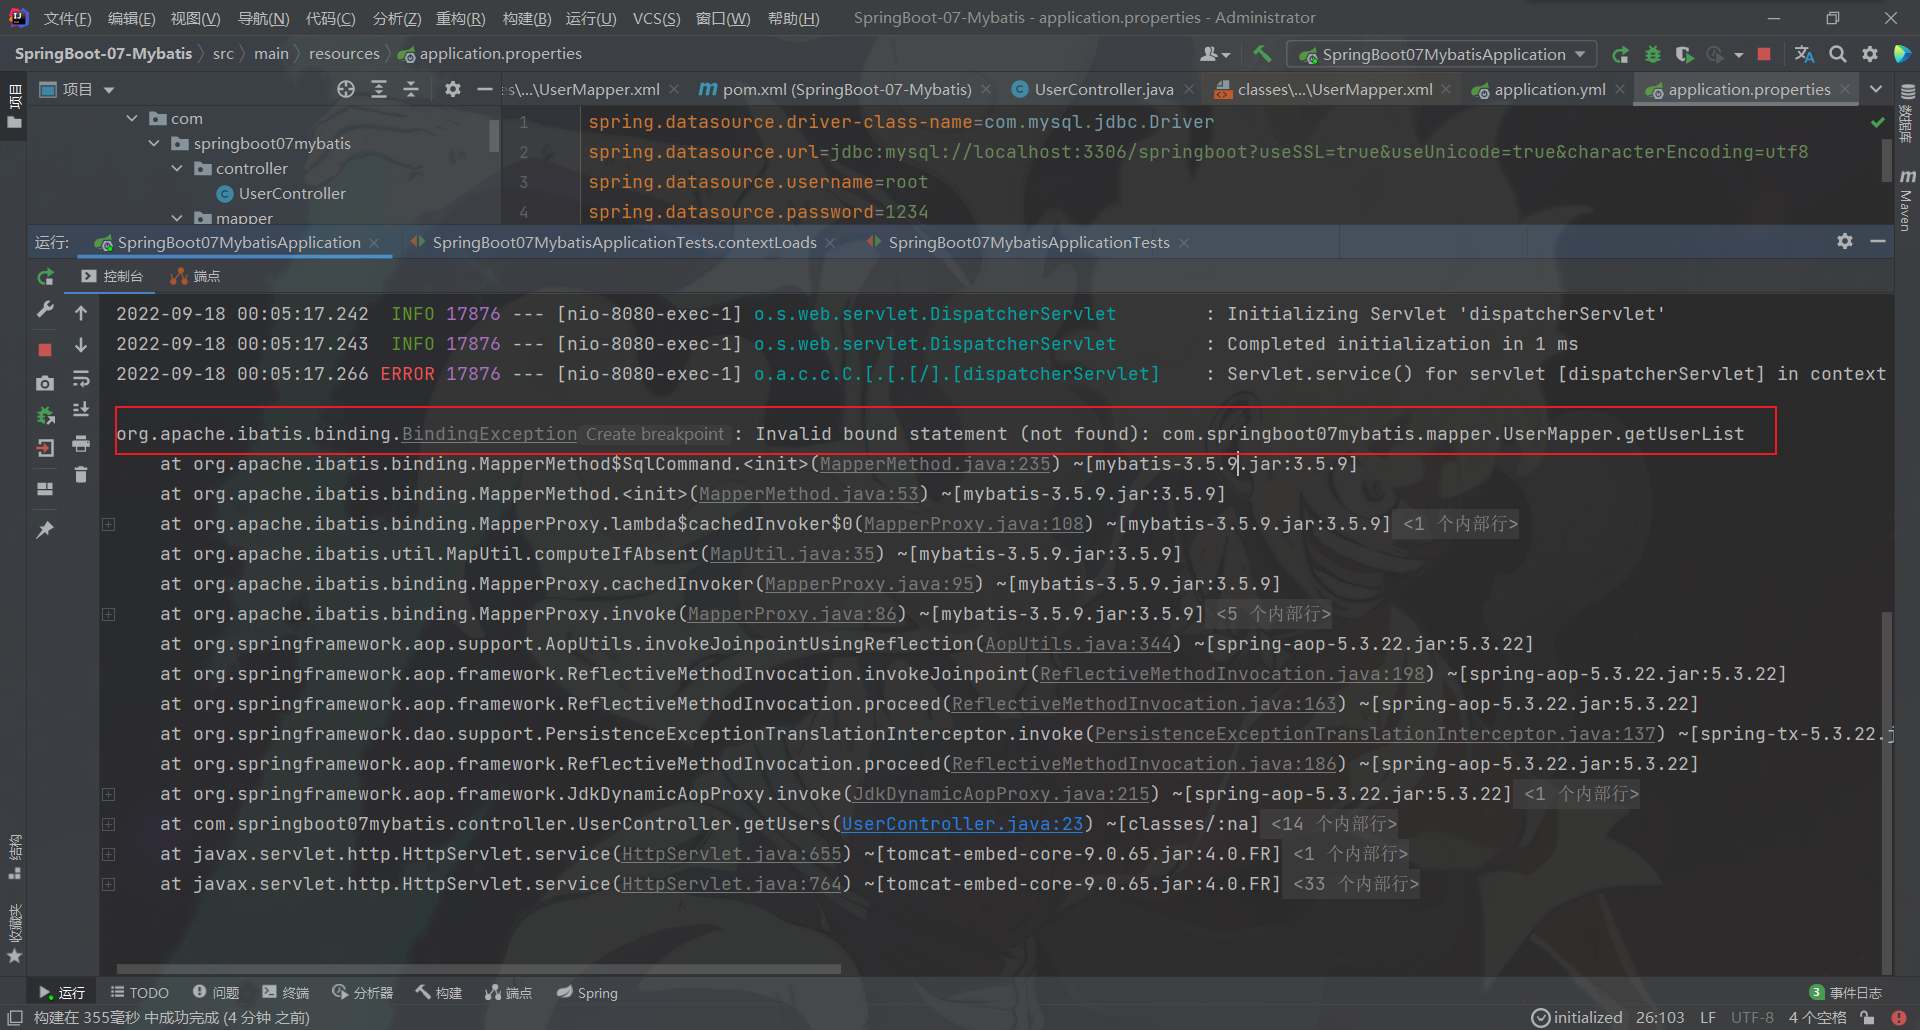 文件(F) 编辑(E) 视图(V) 导航(N) 代码(C) 分析(Z) 重构(R) 构建(B) 运行(U) VCS(S) 窗口(W) 帮助(H) SpringBoot-07-Mybatis - application.properties - Administrator
SpringBoot-07-Mybatis src main resources application.properties SpringBoot07MybatisApplication
项目 es\...\UserMapper.xml pom.xml (SpringBoot-07-Mybatis) UserController.java classes\...\UserMapper.xml application.yml application.properties
项目
com
springboot07mybatis
controller
UserController
mapper
1 spring.datasource.driver-class-name=com.mysql.jdbc.Driver
2 spring.datasource.url=jdbc:mysql://localhost:3306/springboot?useSSL=true&useUnicode=true&characterEncoding=utf8
3 spring.datasource.username=root
4 spring.datasource.password=1234
数据库
Maven
运行: SpringBoot07MybatisApplication SpringBoot07MybatisApplicationTests.contextLoads SpringBoot07MybatisApplicationTests
控制台 端点
2022-09-18 00:05:17.242  INFO 17876 --- [nio-8080-exec-1] o.s.web.servlet.DispatcherServlet        : Initializing Servlet 'dispatcherServlet'
2022-09-18 00:05:17.243  INFO 17876 --- [nio-8080-exec-1] o.s.web.servlet.DispatcherServlet        : Completed initialization in 1 ms
2022-09-18 00:05:17.266 ERROR 17876 --- [nio-8080-exec-1] o.a.c.c.C.[.[.[/].[dispatcherServlet]    : Servlet.service() for servlet [dispatcherServlet] in context
org.apache.ibatis.binding.BindingException Create breakpoint : Invalid bound statement (not found): com.springboot07mybatis.mapper.UserMapper.getUserList
at org.apache.ibatis.binding.MapperMethod$SqlCommand.<init>(MapperMethod.java:235) ~[mybatis-3.5.9.jar:3.5.9]
at org.apache.ibatis.binding.MapperMethod.<init>(MapperMethod.java:53) ~[mybatis-3.5.9.jar:3.5.9]
at org.apache.ibatis.binding.MapperProxy.lambda$cachedInvoker$0(MapperProxy.java:108) ~[mybatis-3.5.9.jar:3.5.9] <1 个内部行>
at org.apache.ibatis.util.MapUtil.computeIfAbsent(MapUtil.java:35) ~[mybatis-3.5.9.jar:3.5.9]
at org.apache.ibatis.binding.MapperProxy.cachedInvoker(MapperProxy.java:95) ~[mybatis-3.5.9.jar:3.5.9]
at org.apache.ibatis.binding.MapperProxy.invoke(MapperProxy.java:86) ~[mybatis-3.5.9.jar:3.5.9] <5 个内部行>
at org.springframework.aop.support.AopUtils.invokeJoinpointUsingReflection(AopUtils.java:344) ~[spring-aop-5.3.22.jar:5.3.22]
at org.springframework.aop.framework.ReflectiveMethodInvocation.invokeJoinpoint(ReflectiveMethodInvocation.java:198) ~[spring-aop-5.3.22.jar:5.3.22]
at org.springframework.aop.framework.ReflectiveMethodInvocation.proceed(ReflectiveMethodInvocation.java:163) ~[spring-aop-5.3.22.jar:5.3.22]
at org.springframework.dao.support.PersistenceExceptionTranslationInterceptor.invoke(PersistenceExceptionTranslationInterceptor.java:137) ~[spring-tx-5.3.22.j
at org.springframework.aop.framework.ReflectiveMethodInvocation.proceed(ReflectiveMethodInvocation.java:186) ~[spring-aop-5.3.22.jar:5.3.22]
at org.springframework.aop.framework.JdkDynamicAopProxy.invoke(JdkDynamicAopProxy.java:215) ~[spring-aop-5.3.22.jar:5.3.22] <1 个内部行>
at com.springboot07mybatis.controller.UserController.getUsers(UserController.java:23) ~[classes/:na] <14 个内部行>
at javax.servlet.http.HttpServlet.service(HttpServlet.java:655) ~[tomcat-embed-core-9.0.65.jar:4.0.FR] <1 个内部行>
at javax.servlet.http.HttpServlet.service(HttpServlet.java:764) ~[tomcat-embed-core-9.0.65.jar:4.0.FR] <33 个内部行>
结构
收藏夹
运行 TODO 问题 终端 分析器 构建 端点 Spring 3 事件日志
构建在 355毫秒 中成功完成 (4 分钟 之前) initialized 26:103 LF UTF-8 4 个空格